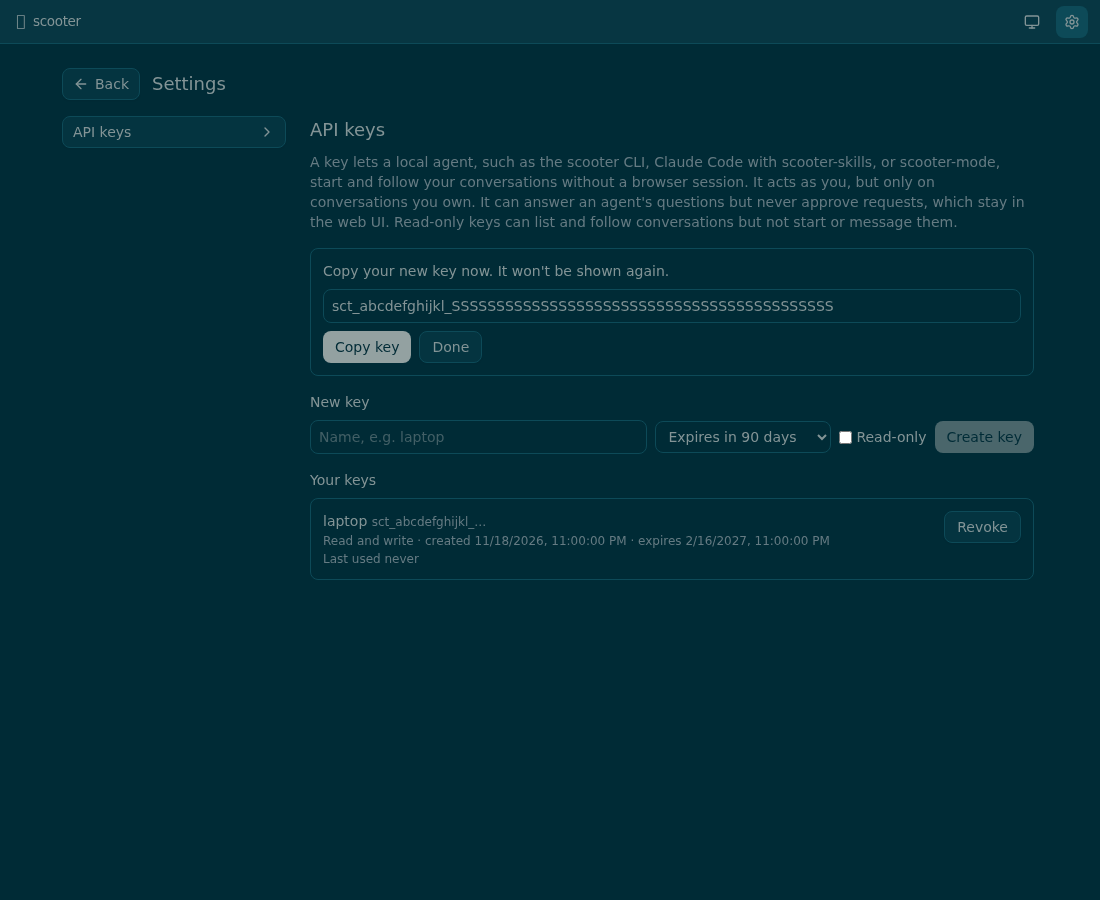 scooter
Back
Settings
API keys
API keys
A key lets a local agent, such as the scooter CLI, Claude Code with scooter-skills, or scooter-mode,
start and follow your conversations without a browser session. It acts as you, but only on
conversations you own. It can answer an agent's questions but never approve requests, which stay in
the web UI. Read-only keys can list and follow conversations but not start or message them.
Copy your new key now. It won't be shown again.
sct_abcdefghijkl_SSSSSSSSSSSSSSSSSSSSSSSSSSSSSSSSSSSSSSSSSSS
Copy key
Done
New key
Name, e.g. laptop
Expires in 90 days
Read-only
Create key
Your keys
laptop sct_abcdefghijkl_...
Revoke
Read and write · created 11/18/2026, 11:00:00 PM · expires 2/16/2027, 11:00:00 PM
Last used never